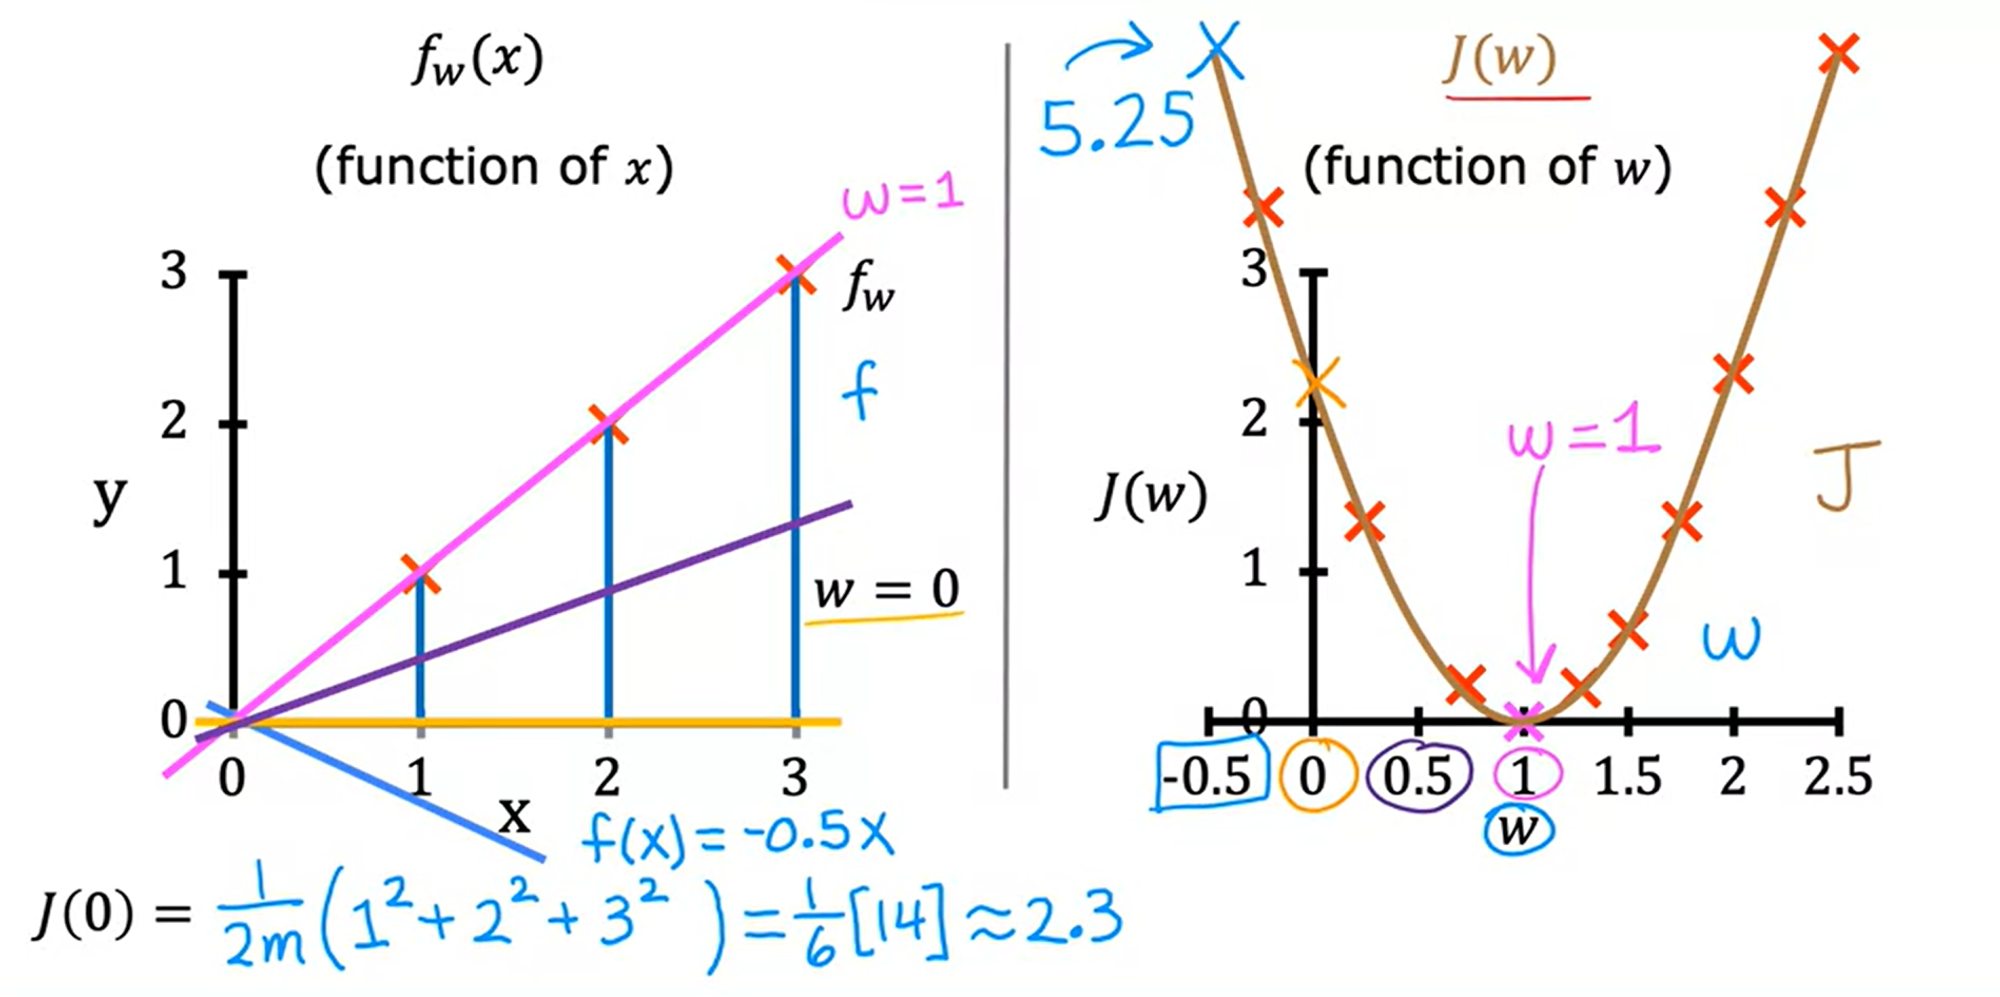 f_w(x)
(function of x)
w=1
3
f_w
2
f
y
1
w = 0
0
0 1 2 3
x
f(x) = -0.5x
J(0) = 1/2m (1² + 2² + 3²) = 1/6 [14] ≈ 2.3
5.25
J(w)
(function of w)
3
2
w=1
J
J(w)
1
w
0
-0.5 0 0.5 1 1.5 2 2.5
w